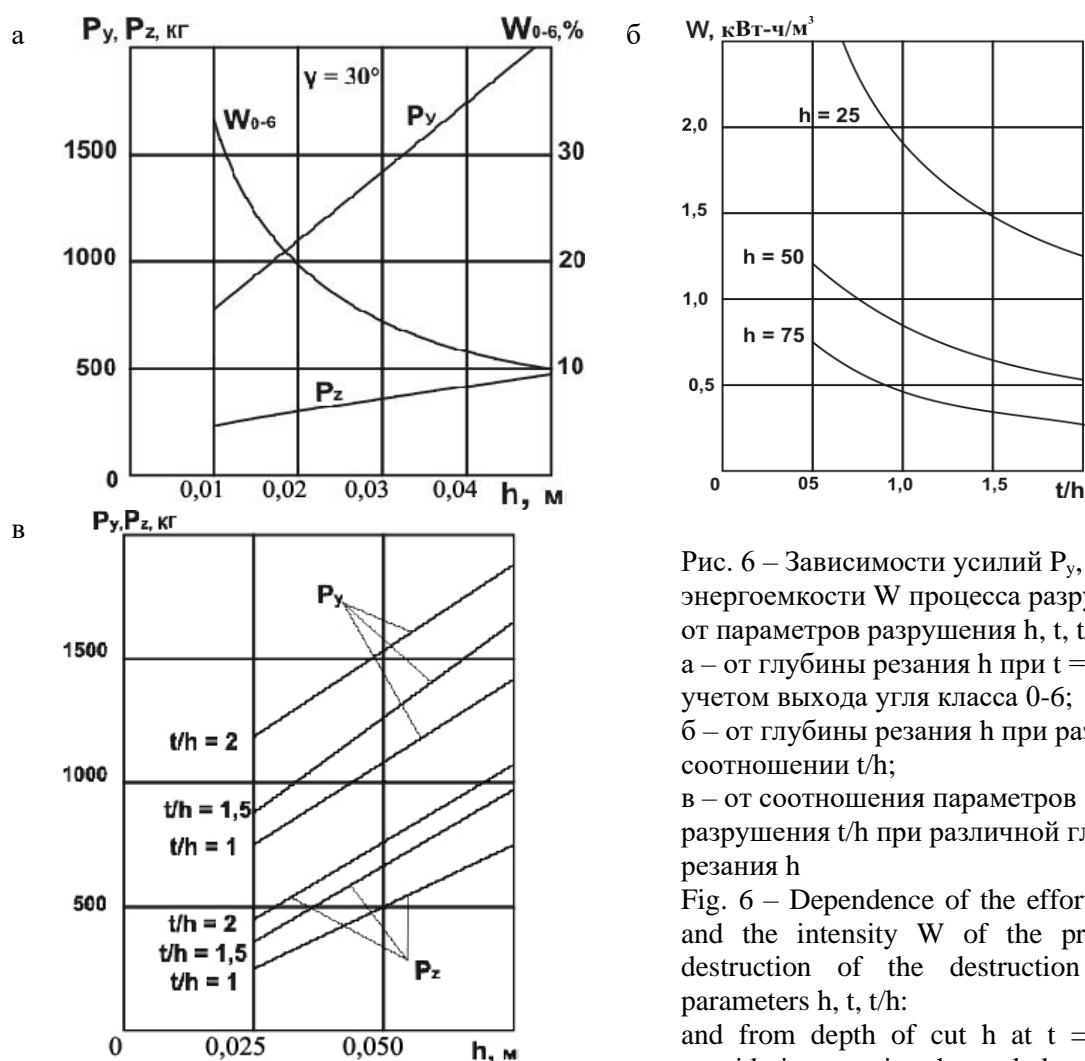 а
Py, Pz, кг
W0-6,%
γ = 30°
W0-6
Py
1500
30
1000
20
500
10
Pz
0
0,01
0,02
0,03
0,04
h, м
б
W, кВт-ч/м³
h = 25
2,0
1,5
h = 50
1,0
h = 75
0,5
0
05
1,0
1,5
t/h
в
Py,Pz, кг
Py
1500
t/h = 2
1000
t/h = 1,5
t/h = 1
500
t/h = 2
t/h = 1,5
t/h = 1
Pz
0
0,025
0,050
h, м
Рис. 6 – Зависимости усилий Py,
энергоемкости W процесса разру
от параметров разрушения h, t, t
а – от глубины резания h при t =
учетом выхода угля класса 0-6;
б – от глубины резания h при раз
соотношении t/h;
в – от соотношения параметров
разрушения t/h при различной гл
резания h
Fig. 6 – Dependence of the effor
and the intensity W of the pr
destruction of the destruction
parameters h, t, t/h:
and from depth of cut h at t =